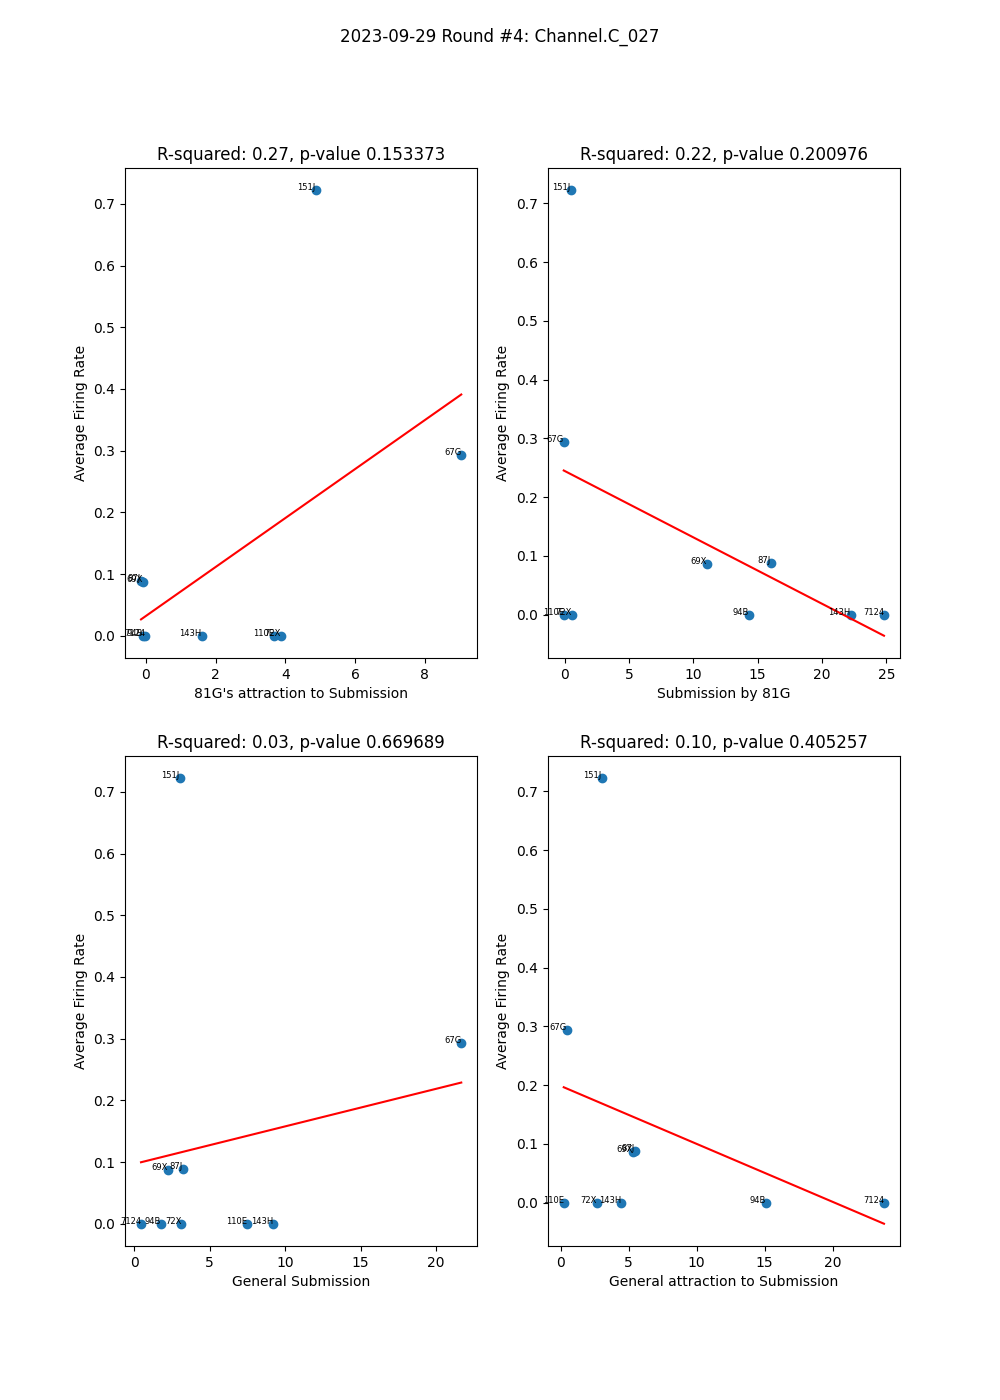 2023-09-29 Round #4: Channel.C_027
R-squared: 0.27, p-value 0.153373
Average Firing Rate
0.7
0.6
0.5
0.4
0.3
0.2
0.1
0.0
151J
67G
69X
143H
110E
72X
0 2 4 6 8
81G's attraction to Submission
R-squared: 0.22, p-value 0.200976
Average Firing Rate
0.7
0.6
0.5
0.4
0.3
0.2
0.1
0.0
151J
67G
69X
87J
110E
72X
94B
143H
7124
0 5 10 15 20 25
Submission by 81G
R-squared: 0.03, p-value 0.669689
Average Firing Rate
0.7
0.6
0.5
0.4
0.3
0.2
0.1
0.0
151J
67G
69X
87J
7124
94B
72X
110E
143H
0 5 10 15 20
General Submission
R-squared: 0.10, p-value 0.405257
Average Firing Rate
0.7
0.6
0.5
0.4
0.3
0.2
0.1
0.0
151J
67G
69X
87J
110E
72X
143H
94B
7124
0 5 10 15 20
General attraction to Submission